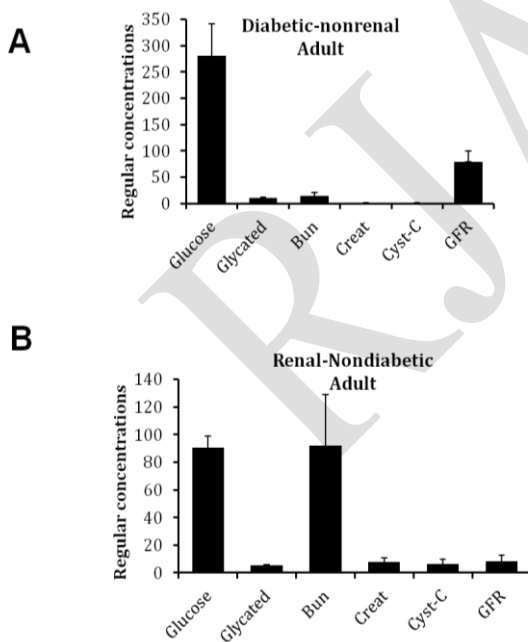 A
Diabetic-nonrenal
Adult
Regular concentrations
350
300
250
200
150
100
50
0
Glucose
Glycated
Bun
Creat
Cyst-C
GFR
B
Renal-Nondiabetic
Adult
Regular concentrations
140
120
100
80
60
40
20
0
Glucose
Glycated
Bun
Creat
Cyst-C
GFR